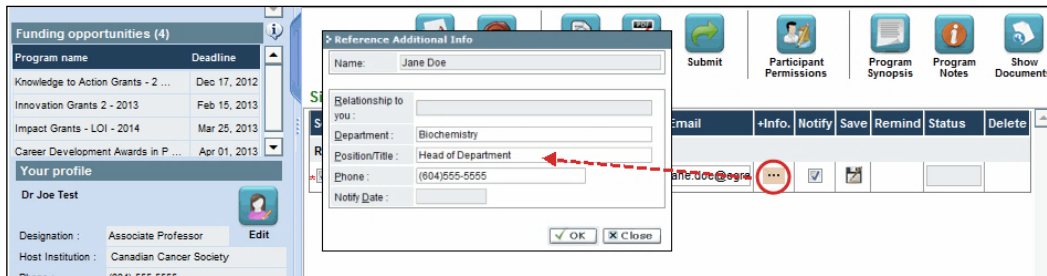 Funding opportunities (4)
Program name Deadline
Knowledge to Action Grants - 2 ... Dec 17, 2012
Innovation Grants 2 - 2013 Feb 15, 2013
Impact Grants - LOI - 2014 Mar 25, 2013
Career Development Awards in P ... Apr 01, 2013
Your profile
Dr Joe Test
Edit
Designation : Associate Professor
Host Institution : Canadian Cancer Society
Reference Additional Info
Name: Jane Doe
Relationship to
you :
Department : Biochemistry
Position/Title : Head of Department
Phone : (604)555-5555
Notify Date :
OK Close
PDF
Submit
Participant
Permissions
Program
Synopsis
Program
Notes
Show
Document
Email +Info. Notify Save Remind Status Delete
...